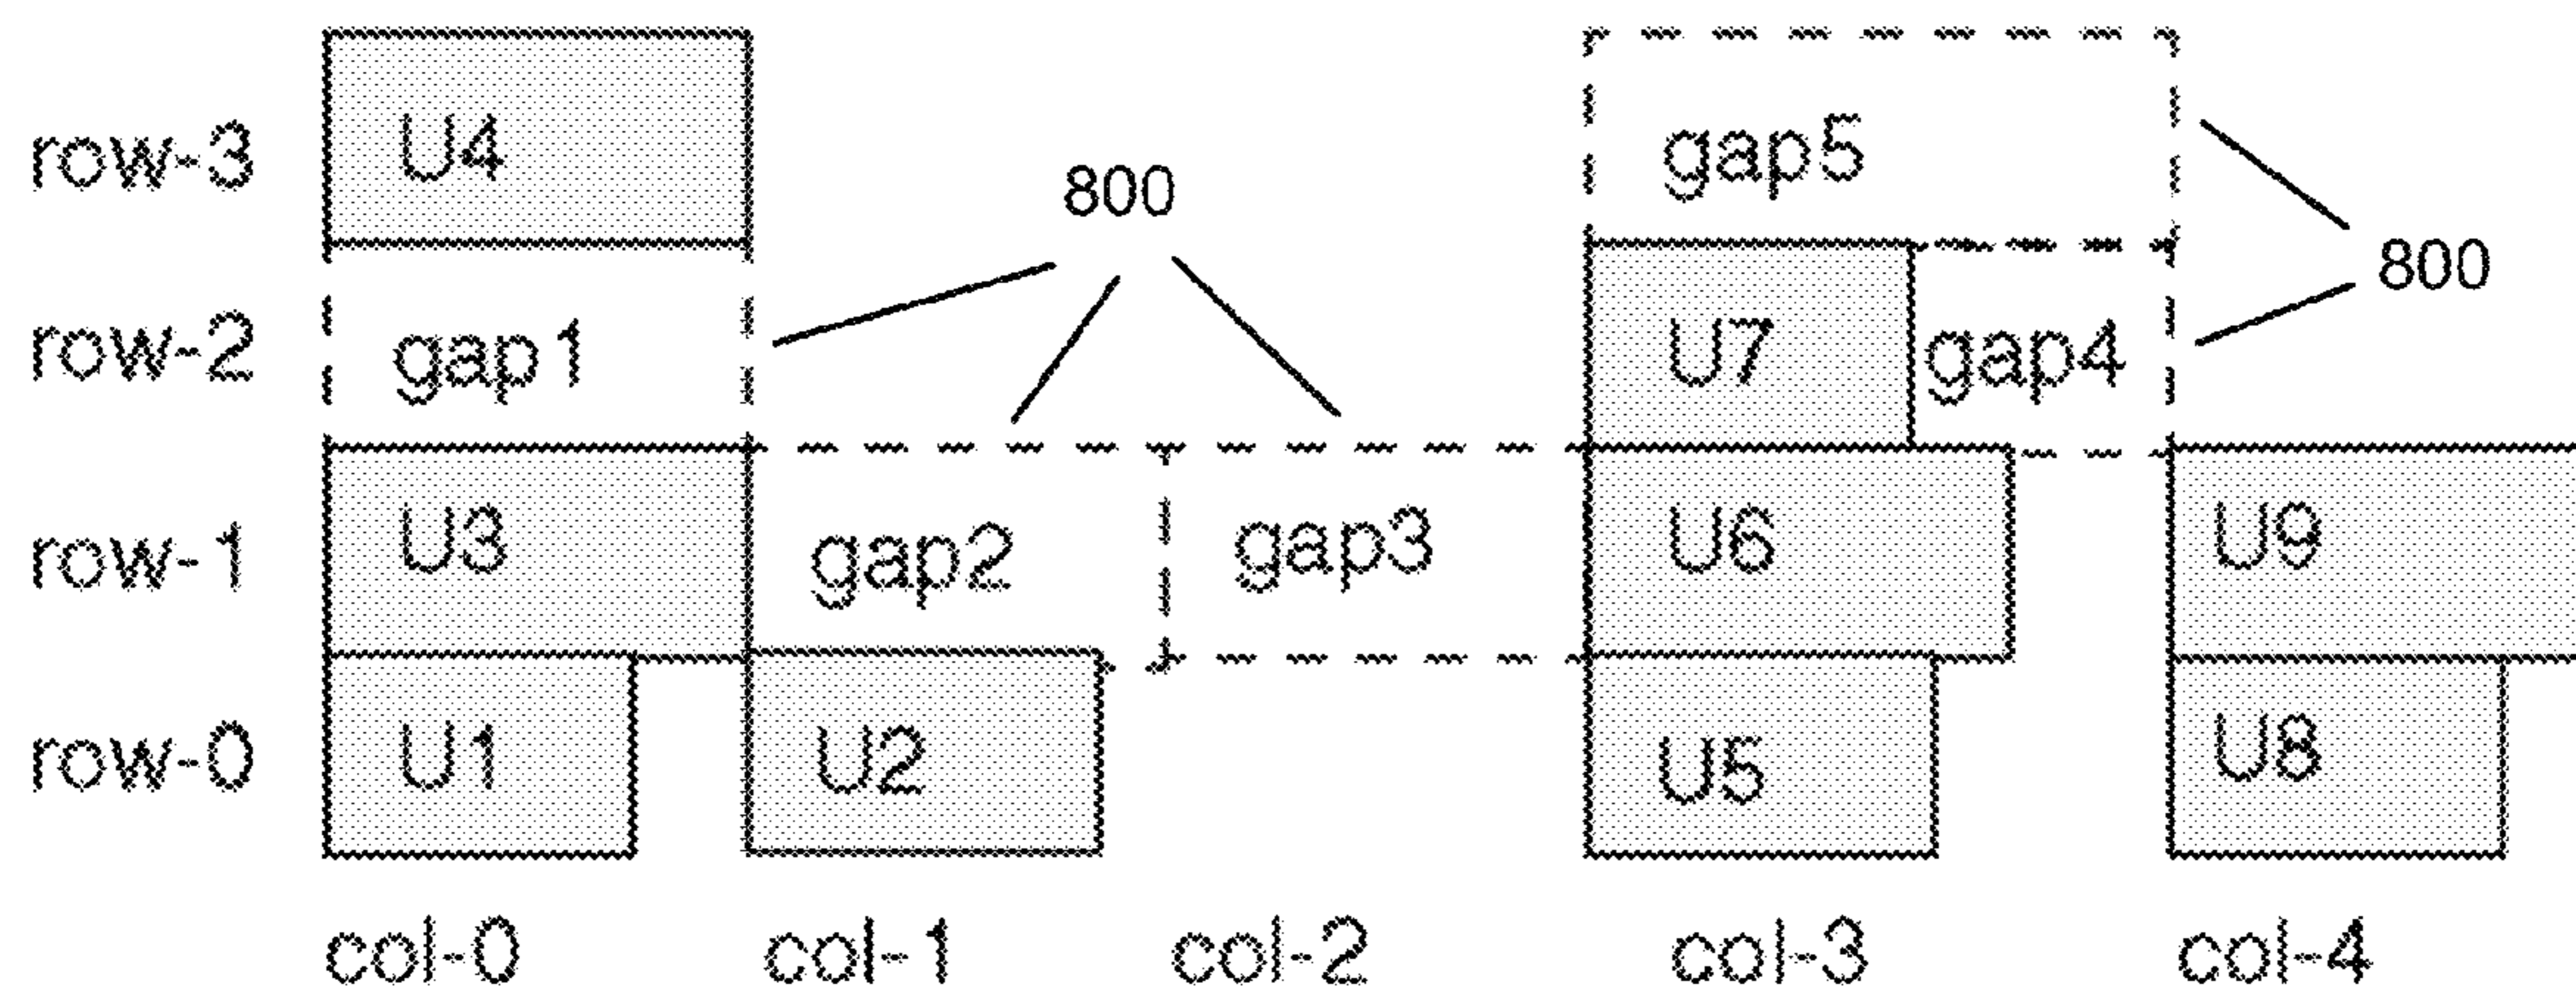 row-3 U4 800 gap5
800
row-2 gap1 U7 gap4
row-1 U3 gap2 gap3 U6 U9
row-0 U1 U2 U5 U8
col-0 col-1 col-2 col-3 col-4